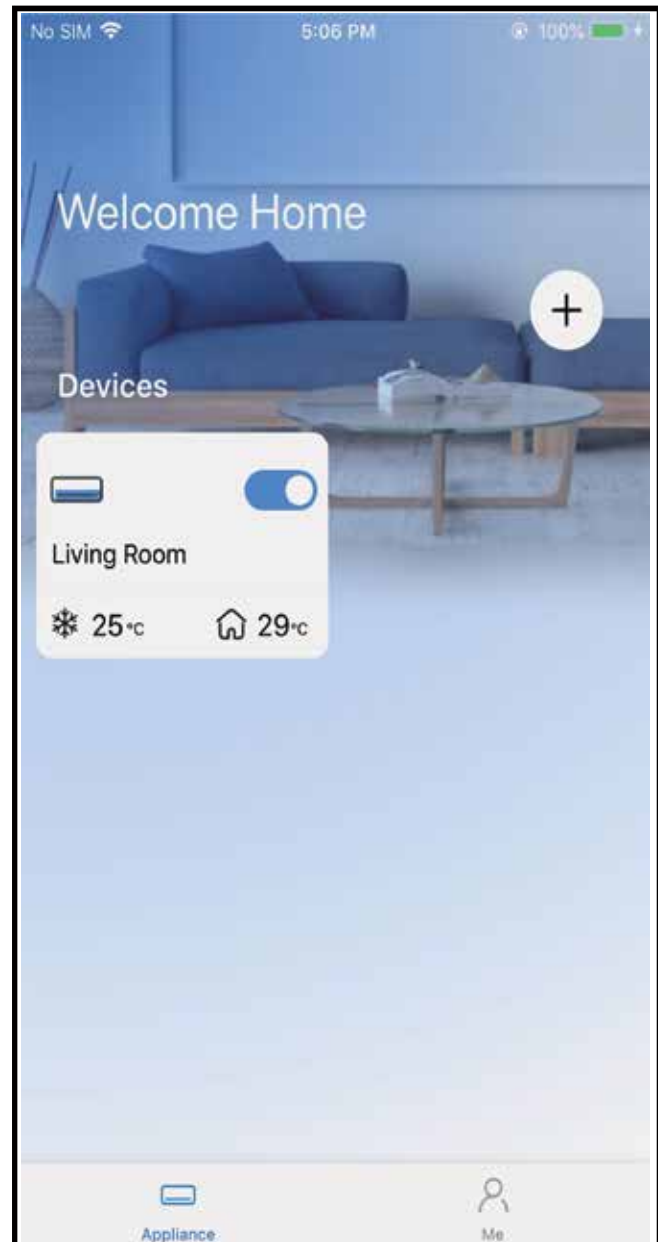 No SIM 5:06 PM 100%
Welcome Home
+
Devices
Living Room
25°C 29°C
Appliance Me